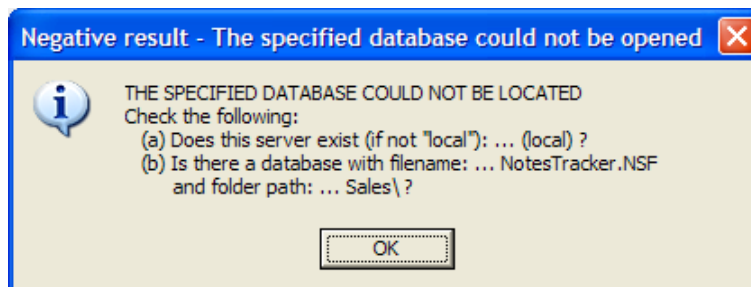 Negative result - The specified database could not be opened
THE SPECIFIED DATABASE COULD NOT BE LOCATED
Check the following:
(a) Does this server exist (if not "local"): ... (local) ?
(b) Is there a database with filename: ... NotesTracker.NSF
and folder path: ... Sales\ ?
OK